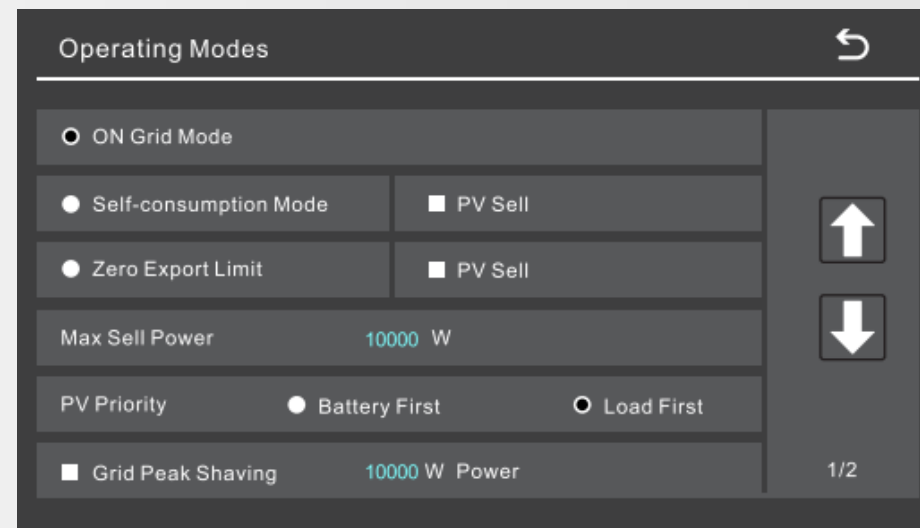 Operating Modes
ON Grid Mode
Self-consumption Mode PV Sell
Zero Export Limit PV Sell
Max Sell Power 10000 W
PV Priority Battery First Load First
Grid Peak Shaving 10000 W Power
1/2